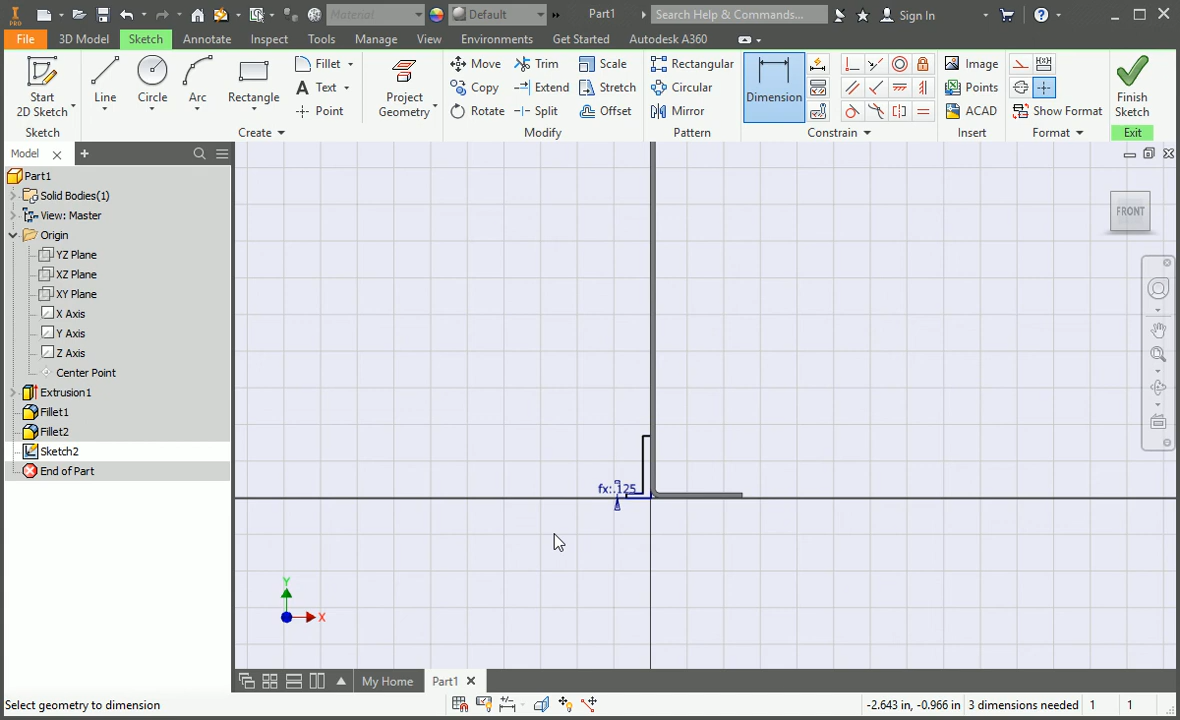 PRO
Material
Default
Part1
Search Help & Commands...
Sign In
File
3D Model
Sketch
Annotate
Inspect
Tools
Manage
View
Environments
Get Started
Autodesk A360
Start
2D Sketch
Line
Circle
Arc
Rectangle
Fillet
Text
Point
Project
Geometry
Move
Copy
Rotate
Trim
Extend
Split
Scale
Stretch
Offset
Rectangular
Circular
Mirror
Dimension
Image
Points
ACAD
Show Format
Finish
Sketch
Sketch
Create
Modify
Pattern
Constrain
Insert
Format
Exit
Model
Part1
Solid Bodies(1)
View: Master
Origin
YZ Plane
XZ Plane
XY Plane
X Axis
Y Axis
Z Axis
Center Point
Extrusion1
Fillet1
Fillet2
Sketch2
End of Part
FRONT
fx:.125
Y
X
My Home
Part1
Select geometry to dimension
-2.643 in, -0.966 in
3 dimensions needed
1
1